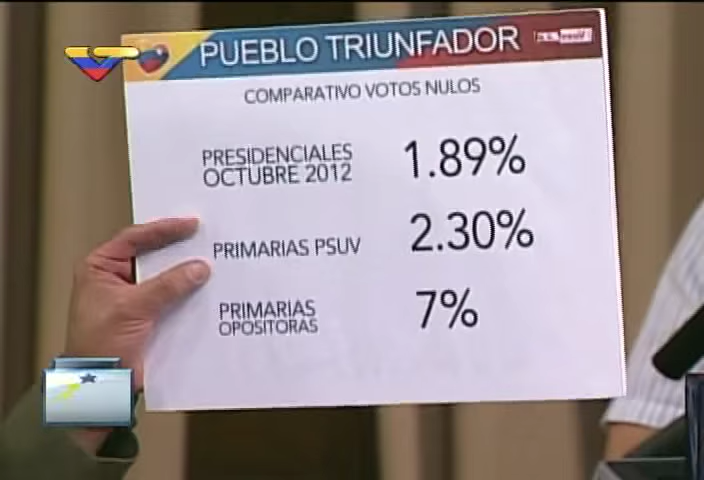 PUEBLO TRIUNFADOR
COMPARATIVO VOTOS NULOS
PRESIDENCIALES
OCTUBRE 2012
1.89%
PRIMARIAS PSUV
2.30%
PRIMARIAS
OPOSITORAS
7%